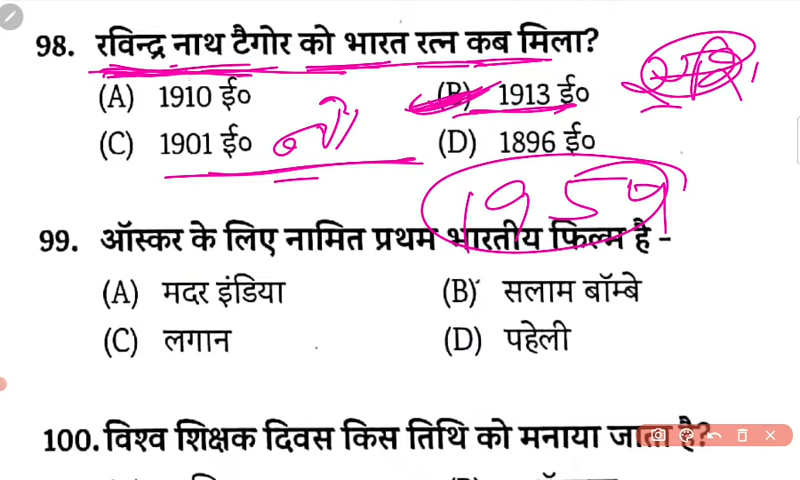 98. रविन्द्र नाथ टैगोर को भारत रत्न कब मिला?
(A) 1910 ई० (B) 1913 ई०
(C) 1901 ई० (D) 1896 ई०
99. ऑस्कर के लिए नामित प्रथम भारतीय फिल्म है -
(A) मदर इंडिया (B) सलाम बॉम्बे
(C) लगान (D) पहेली
100. विश्व शिक्षक दिवस किस तिथि को मनाया जाता है?